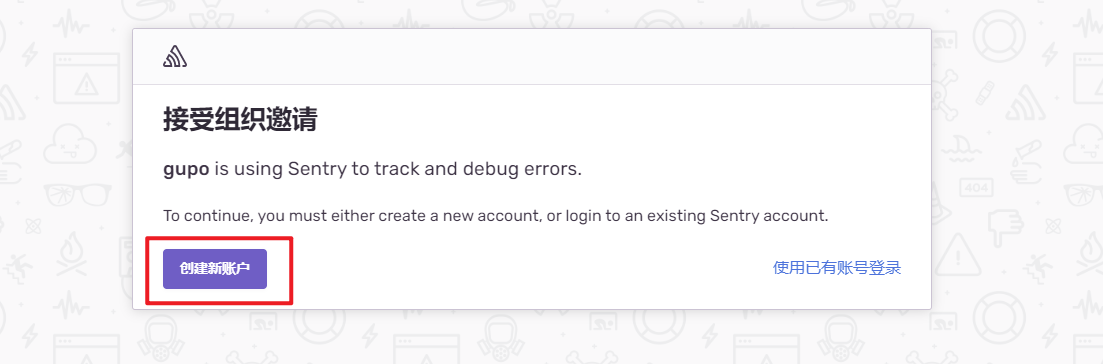 接受组织邀请
gupo is using Sentry to track and debug errors.
To continue, you must either create a new account, or login to an existing Sentry account.
创建新账户
使用已有账号登录
404